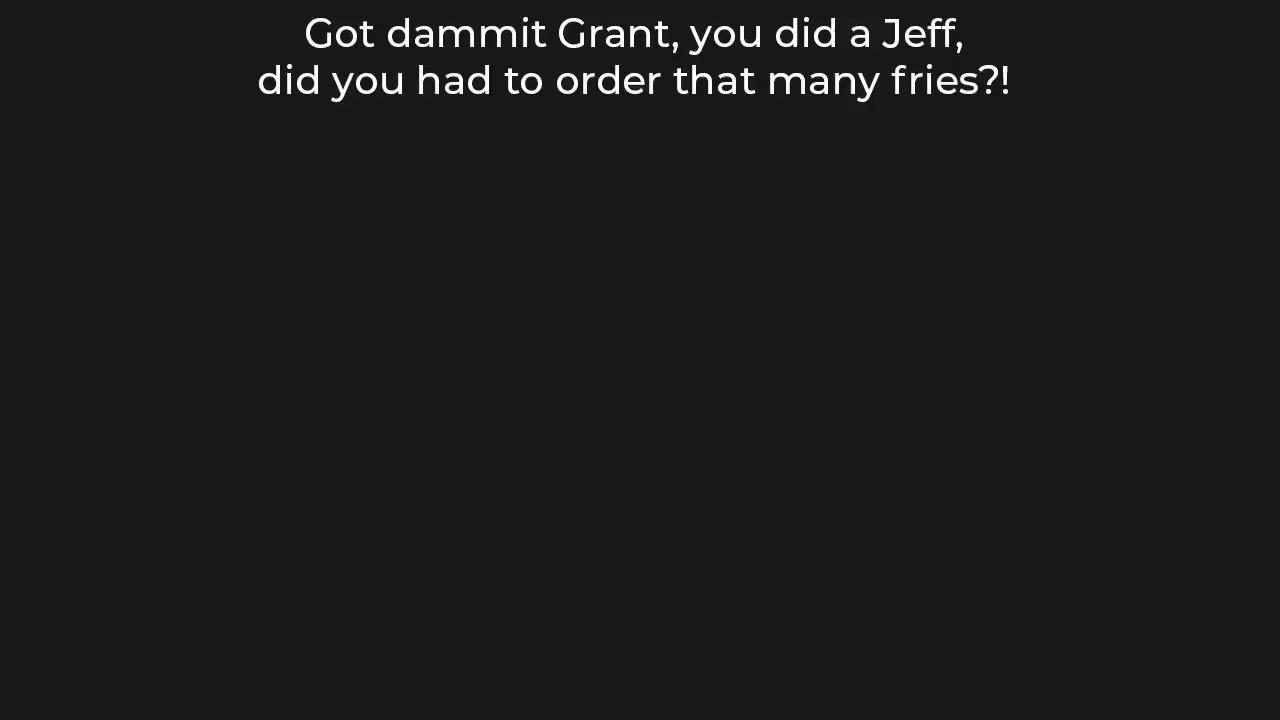 Got dammit Grant, you did a Jeff,
did you had to order that many fries?!